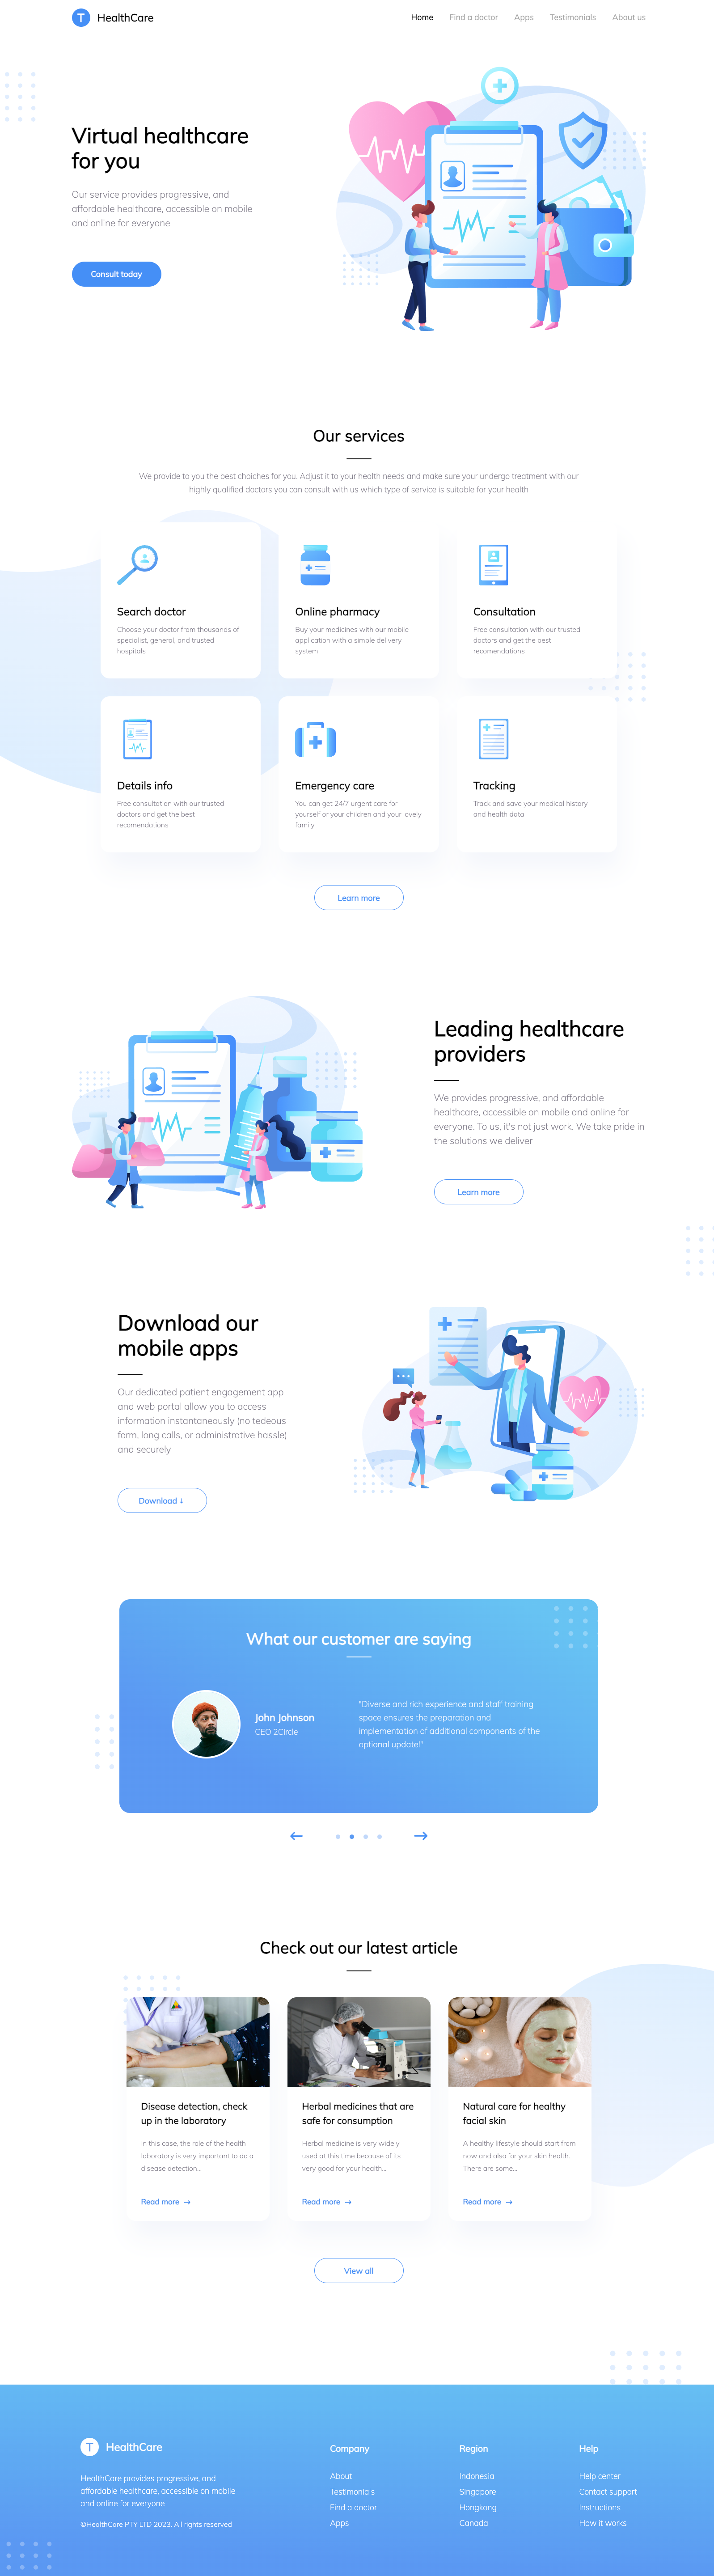 T HealthCare
Home Find a doctor Apps Testimonials About us
Virtual healthcare
for you
Our service provides progressive, and
affordable healthcare, accessible on mobile
and online for everyone
Consult today
Our services
We provide to you the best choiches for you. Adjust it to your health needs and make sure your undergo treatment with our
highly qualified doctors you can consult with us which type of service is suitable for your health
Search doctor
Choose your doctor from thousands of
specialist, general, and trusted
hospitals
Online pharmacy
Buy your medicines with our mobile
application with a simple delivery
system
Consultation
Free consultation with our trusted
doctors and get the best
recomendations
Details info
Free consultation with our trusted
doctors and get the best
recomendations
Emergency care
You can get 24/7 urgent care for
yourself or your children and your lovely
family
Tracking
Track and save your medical history
and health data
Learn more
Leading healthcare
providers
We provides progressive, and affordable
healthcare, accessible on mobile and online for
everyone. To us, it's not just work. We take pride in
the solutions we deliver
Learn more
Download our
mobile apps
Our dedicated patient engagement app
and web portal allow you to access
information instantaneously (no tedeous
form, long calls, or administrative hassle)
and securely
Download ↓
What our customer are saying
John Johnson
CEO 2Circle
"Diverse and rich experience and staff training
space ensures the preparation and
implementation of additional components of the
optional update!"
Check out our latest article
Disease detection, check
up in the laboratory
In this case, the role of the health
laboratory is very important to do a
disease detection...
Read more →
Herbal medicines that are
safe for consumption
Herbal medicine is very widely
used at this time because of its
very good for your health...
Read more →
Natural care for healthy
facial skin
A healthy lifestyle should start from
now and also for your skin health.
There are some...
Read more →
View all
T HealthCare
HealthCare provides progressive, and
affordable healthcare, accessible on mobile
and online for everyone
©HealthCare PTY LTD 2023. All rights reserved
Company
About
Testimonials
Find a doctor
Apps
Region
Indonesia
Singapore
Hongkong
Canada
Help
Help center
Contact support
Instructions
How it works